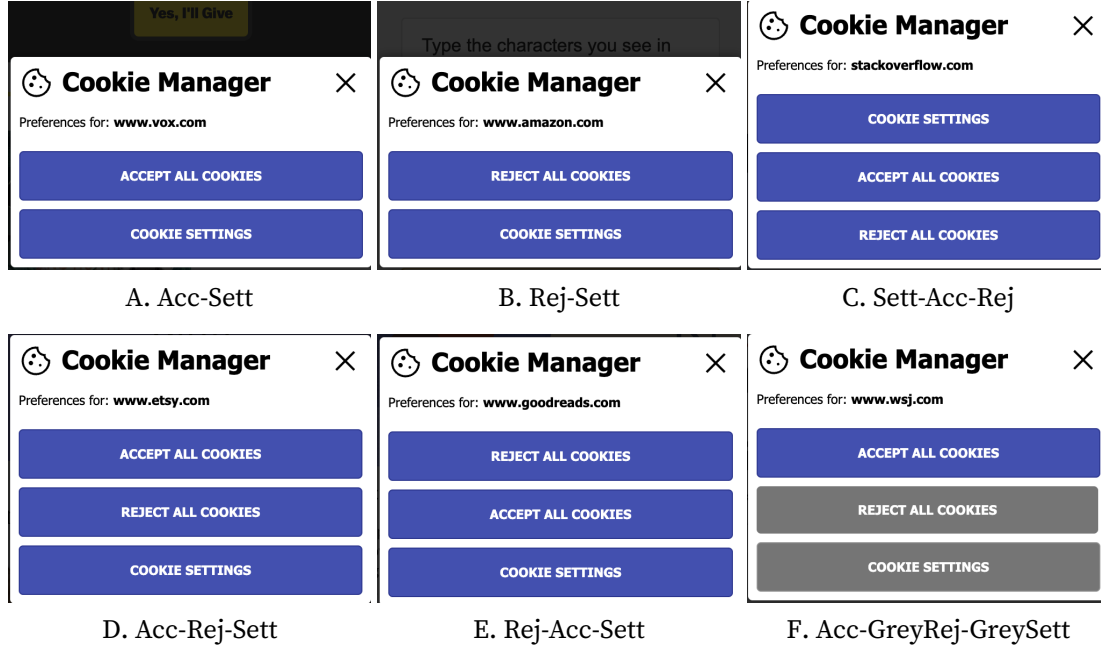 Yes, I'll Give
Cookie Manager
Preferences for: www.vox.com
ACCEPT ALL COOKIES
COOKIE SETTINGS
A. Acc-Sett
Type the characters you see in
Cookie Manager
Preferences for: www.amazon.com
REJECT ALL COOKIES
COOKIE SETTINGS
B. Rej-Sett
Cookie Manager
Preferences for: stackoverflow.com
COOKIE SETTINGS
ACCEPT ALL COOKIES
REJECT ALL COOKIES
C. Sett-Acc-Rej
Cookie Manager
Preferences for: www.etsy.com
ACCEPT ALL COOKIES
REJECT ALL COOKIES
COOKIE SETTINGS
D. Acc-Rej-Sett
Cookie Manager
Preferences for: www.goodreads.com
REJECT ALL COOKIES
ACCEPT ALL COOKIES
COOKIE SETTINGS
E. Rej-Acc-Sett
Cookie Manager
Preferences for: www.wsj.com
ACCEPT ALL COOKIES
REJECT ALL COOKIES
COOKIE SETTINGS
F. Acc-GreyRej-GreySett